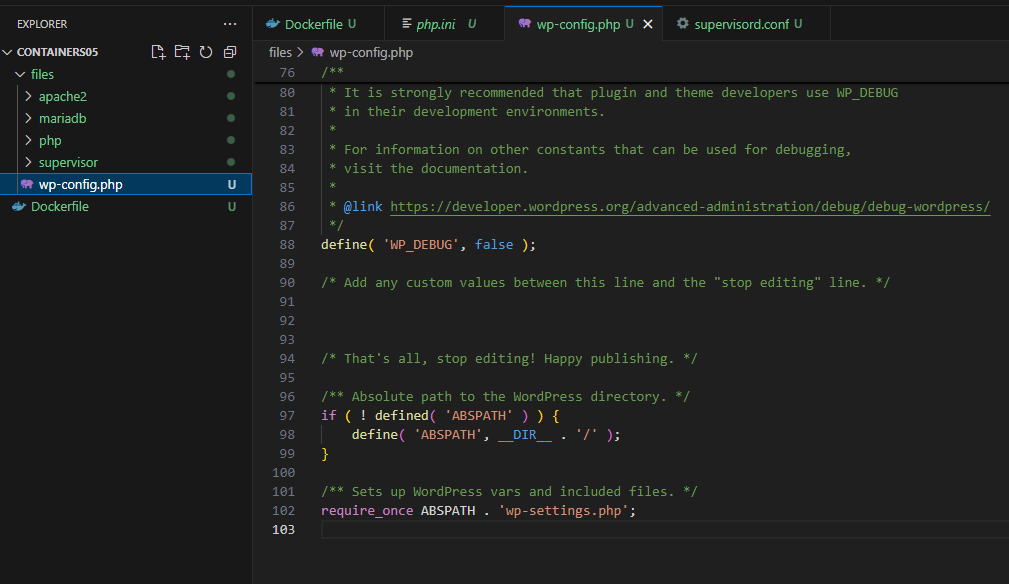 EXPLORER
CONTAINERS05
files
apache2
mariadb
php
supervisor
wp-config.php U
Dockerfile U
Dockerfile U
php.ini U
wp-config.php U
supervisord.conf U
files > wp-config.php
76 /**
80 * It is strongly recommended that plugin and theme developers use WP_DEBUG
81 * in their development environments.
82 *
83 * For information on other constants that can be used for debugging,
84 * visit the documentation.
85 *
86 * @link https://developer.wordpress.org/advanced-administration/debug/debug-wordpress/
87 */
88 define( 'WP_DEBUG', false );
89
90 /* Add any custom values between this line and the "stop editing" line. */
91
92
93
94 /* That's all, stop editing! Happy publishing. */
95
96 /** Absolute path to the WordPress directory. */
97 if ( ! defined( 'ABSPATH' ) ) {
98 define( 'ABSPATH', __DIR__ . '/' );
99 }
100
101 /** Sets up WordPress vars and included files. */
102 require_once ABSPATH . 'wp-settings.php';
103